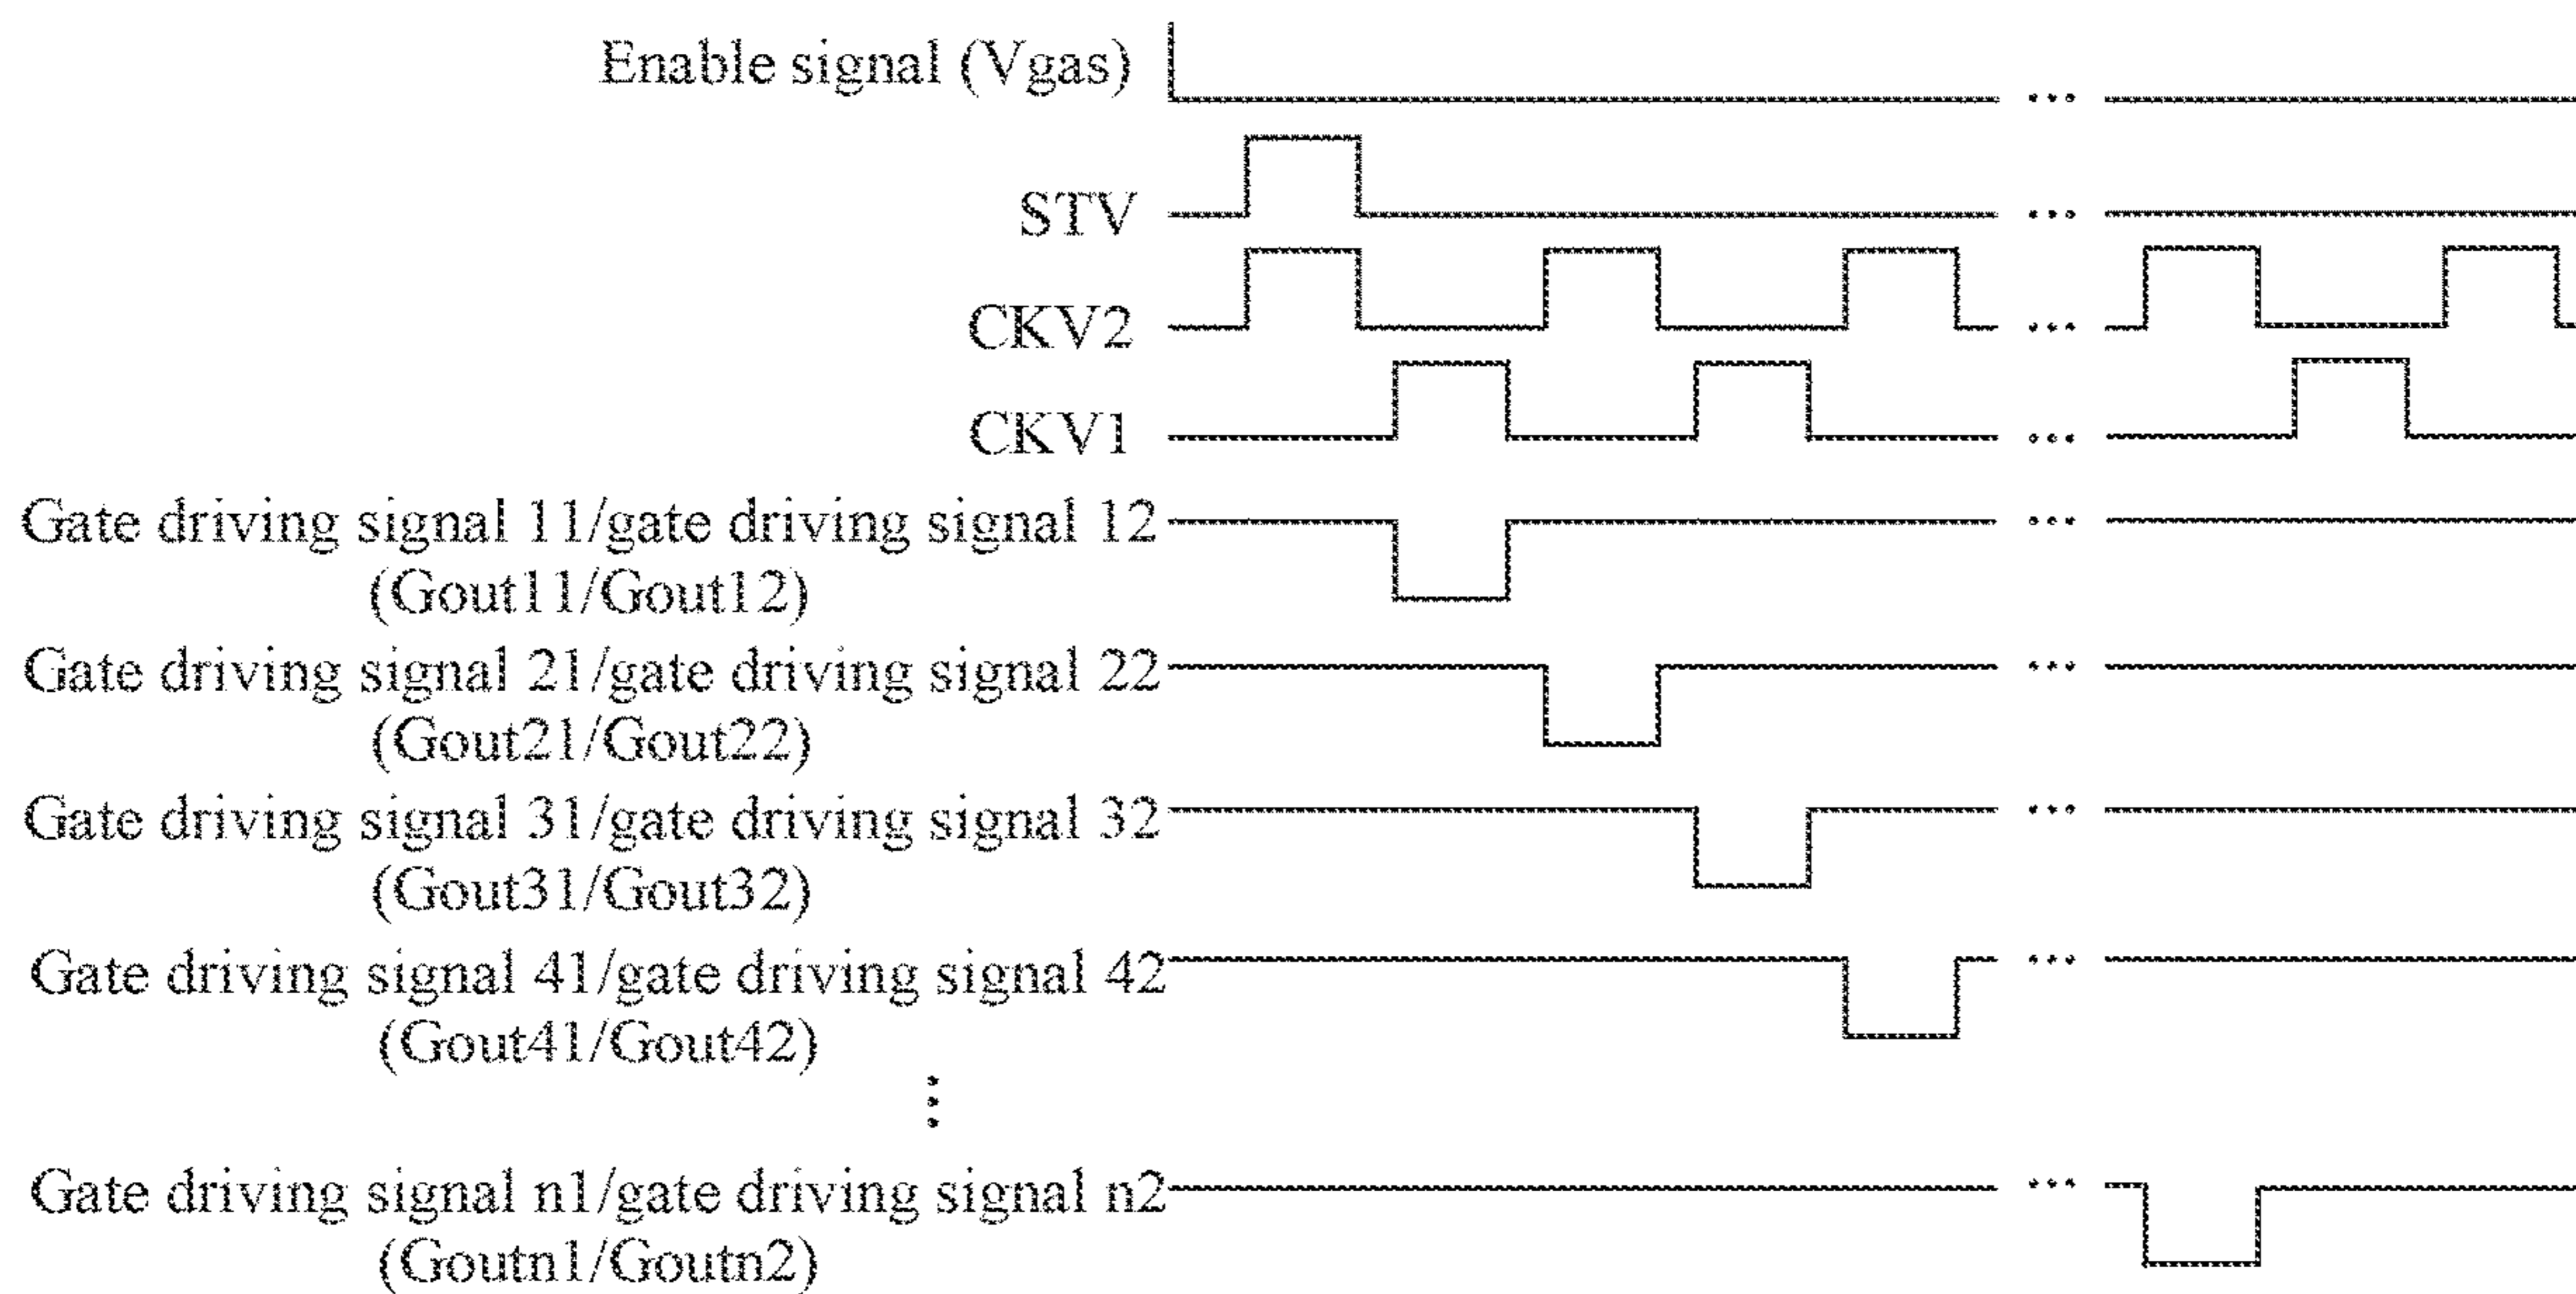 Enable signal (Vgas)
STV
CKV2
CKV1
Gate driving signal 11/gate driving signal 12
(Gout11/Gout12)
Gate driving signal 21/gate driving signal 22
(Gout21/Gout22)
Gate driving signal 31/gate driving signal 32
(Gout31/Gout32)
Gate driving signal 41/gate driving signal 42
(Gout41/Gout42)
Gate driving signal n1/gate driving signal n2
(Goutn1/Goutn2)